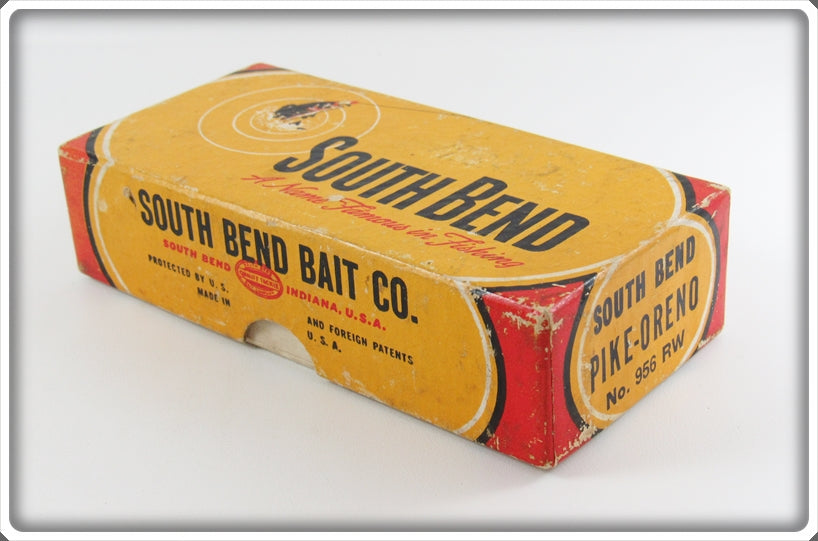 SOUTH BEND
A Name Famous in Fishing
SOUTH BEND BAIT CO.
SOUTH BEND INDIANA, U.S.A.
PROTECTED BY U. S. AND FOREIGN PATENTS
MADE IN U. S. A.
SOUTH BEND
PIKE-ORENO
No. 956 RW